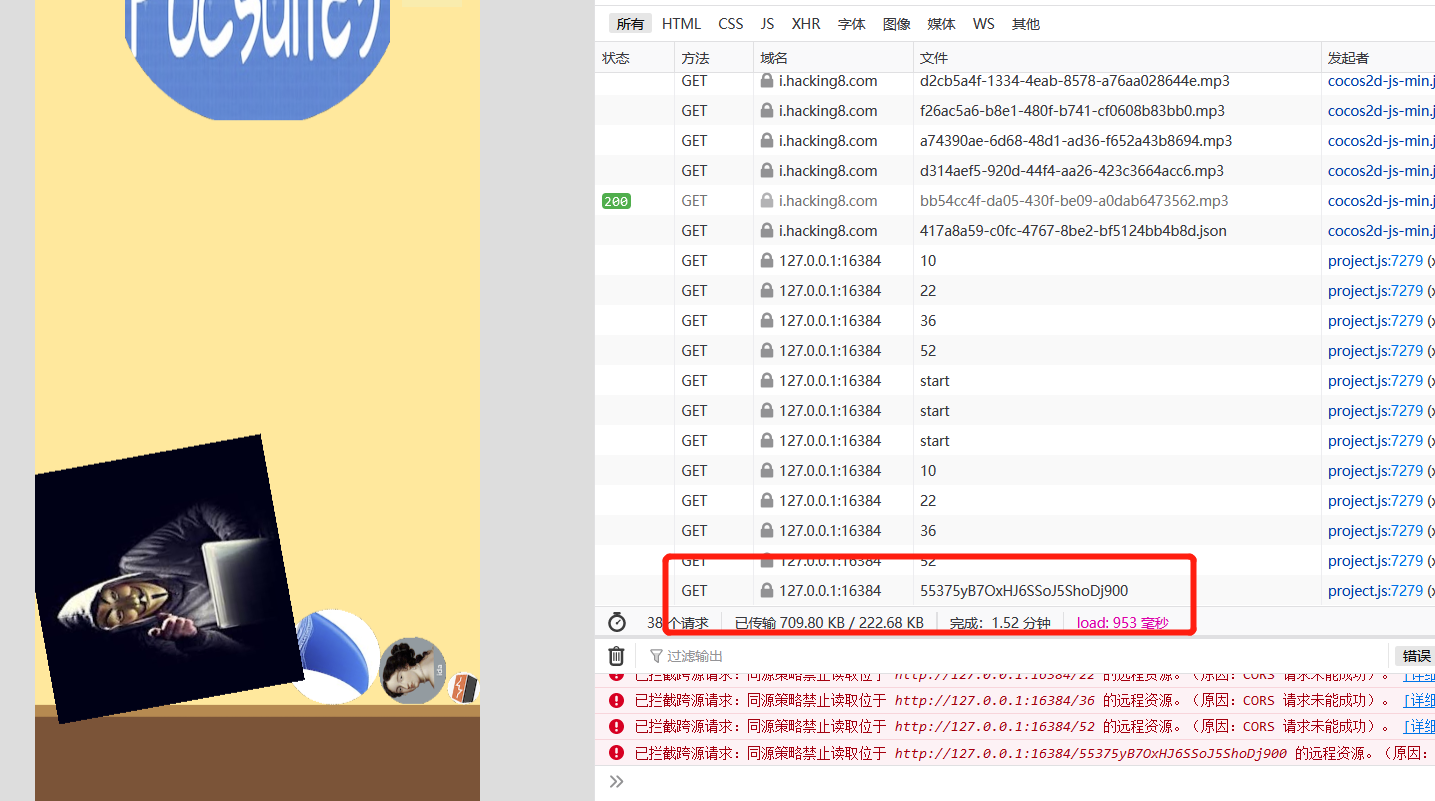 Pocsuite3
所有 HTML CSS JS XHR 字体 图像 媒体 WS 其他
状态 方法 域名 文件 发起者
GET i.hacking8.com d2cb5a4f-1334-4eab-8578-a76aa028644e.mp3 cocos2d-js-min.j
GET i.hacking8.com f26ac5a6-b8e1-480f-b741-cf0608b83bb0.mp3 cocos2d-js-min.j
GET i.hacking8.com a74390ae-6d68-48d1-ad36-f652a43b8694.mp3 cocos2d-js-min.j
GET i.hacking8.com d314aef5-920d-44f4-aa26-423c3664acc6.mp3 cocos2d-js-min.j
200 GET i.hacking8.com bb54cc4f-da05-430f-be09-a0dab6473562.mp3 cocos2d-js-min.j
GET i.hacking8.com 417a8a59-c0fc-4767-8be2-bf5124bb4b8d.json cocos2d-js-min.j
GET 127.0.0.1:16384 10 project.js:7279 (x
GET 127.0.0.1:16384 22 project.js:7279 (x
GET 127.0.0.1:16384 36 project.js:7279 (x
GET 127.0.0.1:16384 52 project.js:7279 (x
GET 127.0.0.1:16384 start project.js:7279 (x
GET 127.0.0.1:16384 start project.js:7279 (x
GET 127.0.0.1:16384 start project.js:7279 (x
GET 127.0.0.1:16384 10 project.js:7279 (x
GET 127.0.0.1:16384 22 project.js:7279 (x
GET 127.0.0.1:16384 36 project.js:7279 (x
GET 127.0.0.1:16384 52 project.js:7279 (x
GET 127.0.0.1:16384 55375yB7OxHJ6SSoJ5ShoDj900 project.js:7279 (x
38 个请求 已传输 709.80 KB / 222.68 KB 完成：1.52 分钟 load: 953 毫秒
过滤输出 错误
已拦截跨源请求：同源策略禁止读取位于 http://127.0.0.1:16384/22 的远程资源。（原因：CORS 请求未能成功）。 [详细
已拦截跨源请求：同源策略禁止读取位于 http://127.0.0.1:16384/36 的远程资源。（原因：CORS 请求未能成功）。 [详细
已拦截跨源请求：同源策略禁止读取位于 http://127.0.0.1:16384/52 的远程资源。（原因：CORS 请求未能成功）。 [详细
已拦截跨源请求：同源策略禁止读取位于 http://127.0.0.1:16384/55375yB7OxHJ6SSoJ5ShoDj900 的远程资源。（原因：
ida